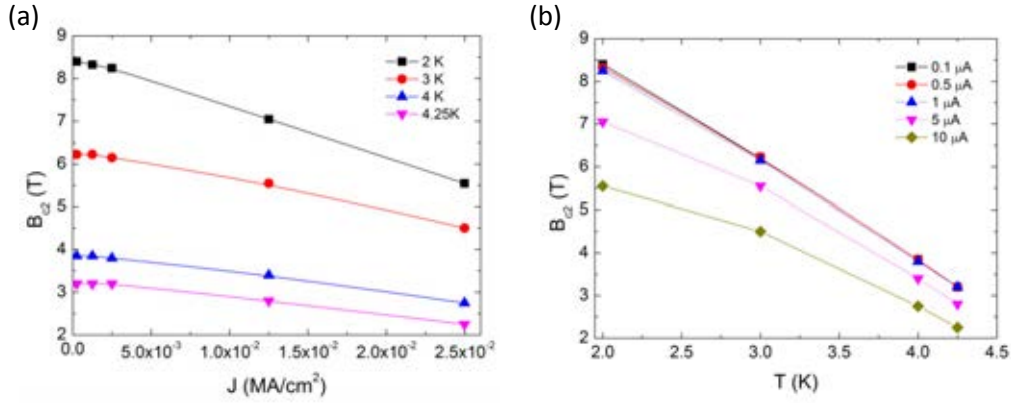 (a)
9
8
7
6
5
4
3
2
B_c2 (T)
2 K
3 K
4 K
4.25K
0.0 5.0x10^-3 1.0x10^-2 1.5x10^-2 2.0x10^-2 2.5x10^-2
J (MA/cm^2)
(b)
9
8
7
6
5
4
3
2
B_c2 (T)
0.1 μA
0.5 μA
1 μA
5 μA
10 μA
2.0 2.5 3.0 3.5 4.0 4.5
T (K)